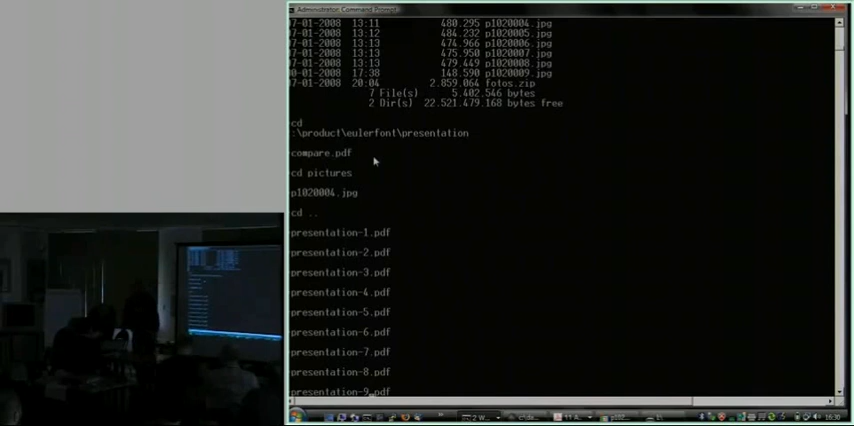 Administrator: Command Prompt
07-01-2008 13:11 480.295 p1020004.jpg
07-01-2008 13:12 484.232 p1020005.jpg
07-01-2008 13:13 474.966 p1020006.jpg
07-01-2008 13:13 475.950 p1020007.jpg
07-01-2008 13:13 479.449 p1020008.jpg
-01-2008 17:38 148.590 p1020009.jpg
07-01-2008 20:04 2.859.064 fotos.zip
7 File(s) 5.402.546 bytes
2 Dir(s) 22.521.479.168 bytes free
cd
:\product\eulerfont\presentation
compare.pdf
cd pictures
p1020004.jpg
cd ..
presentation-1.pdf
presentation-2.pdf
presentation-3.pdf
presentation-4.pdf
presentation-5.pdf
presentation-6.pdf
presentation-7.pdf
presentation-8.pdf
presentation-9.pdf
16:30